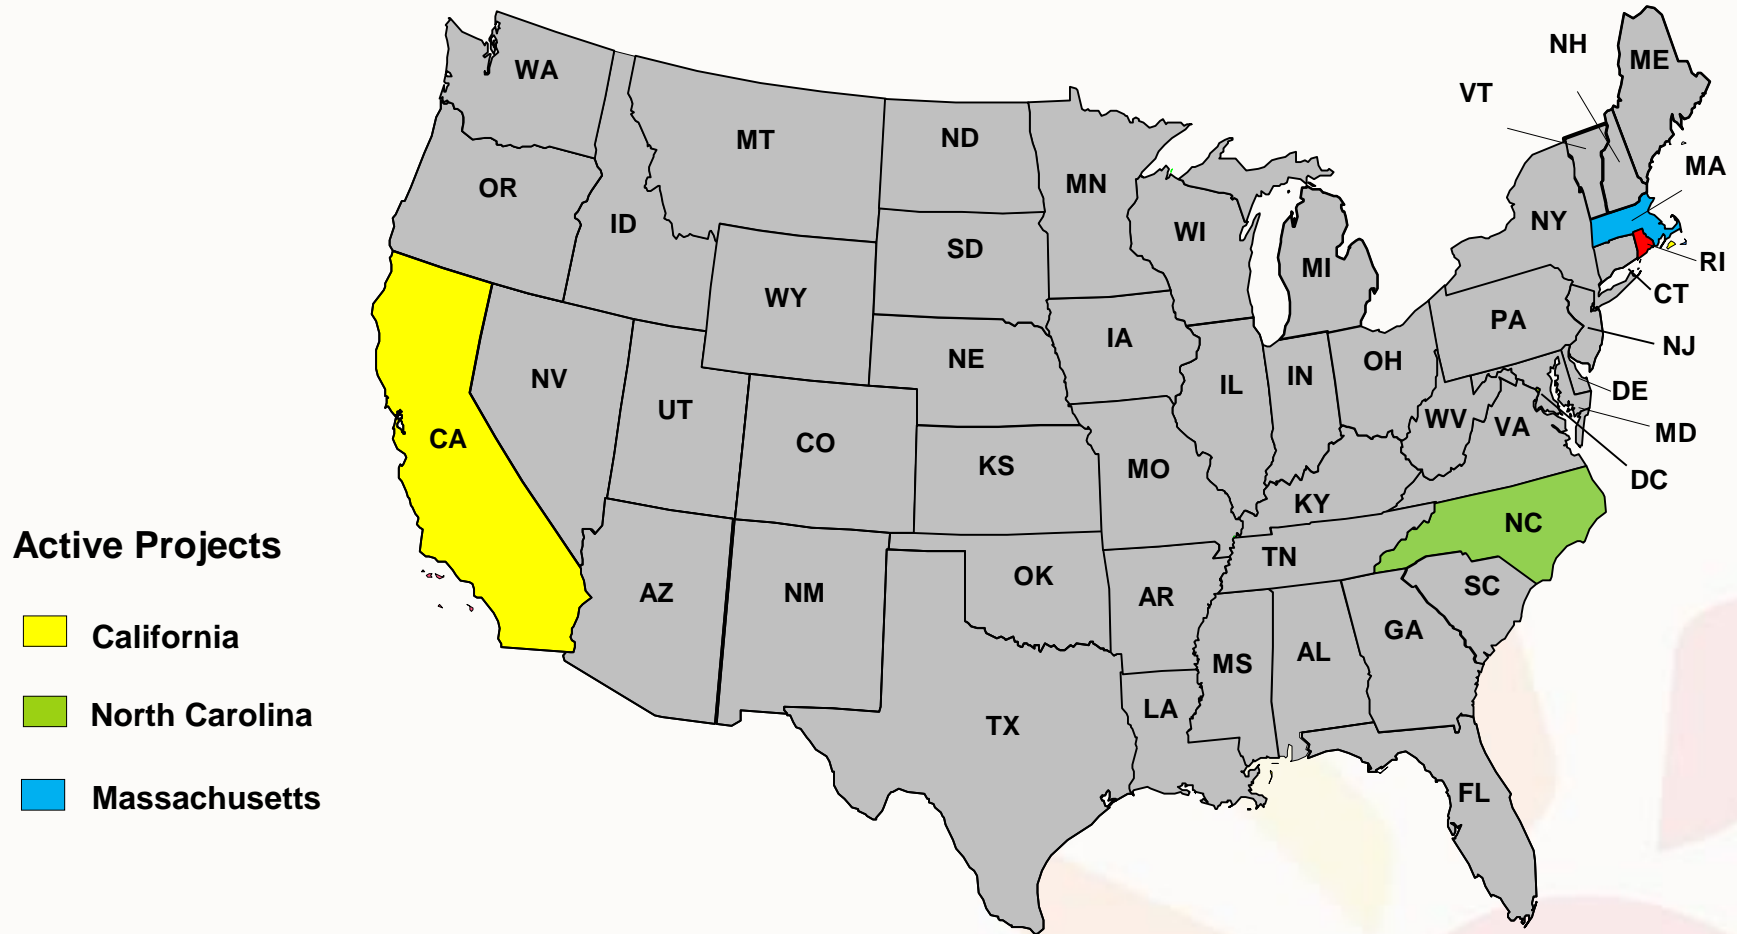 NH
ME
WA
VT
MT
ND
MA
OR
MN
ID
NY
WI
SD
RI
MI
CT
WY
PA
IA
NJ
NE
OH
NV
IN
IL
DE
UT
WV
VA
MD
CA
CO
KS
MO
DC
KY
NC
Active Projects
TN
OK
SC
AZ
NM
AR
GA
California
AL
MS
LA
North Carolina
TX
FL
Massachusetts